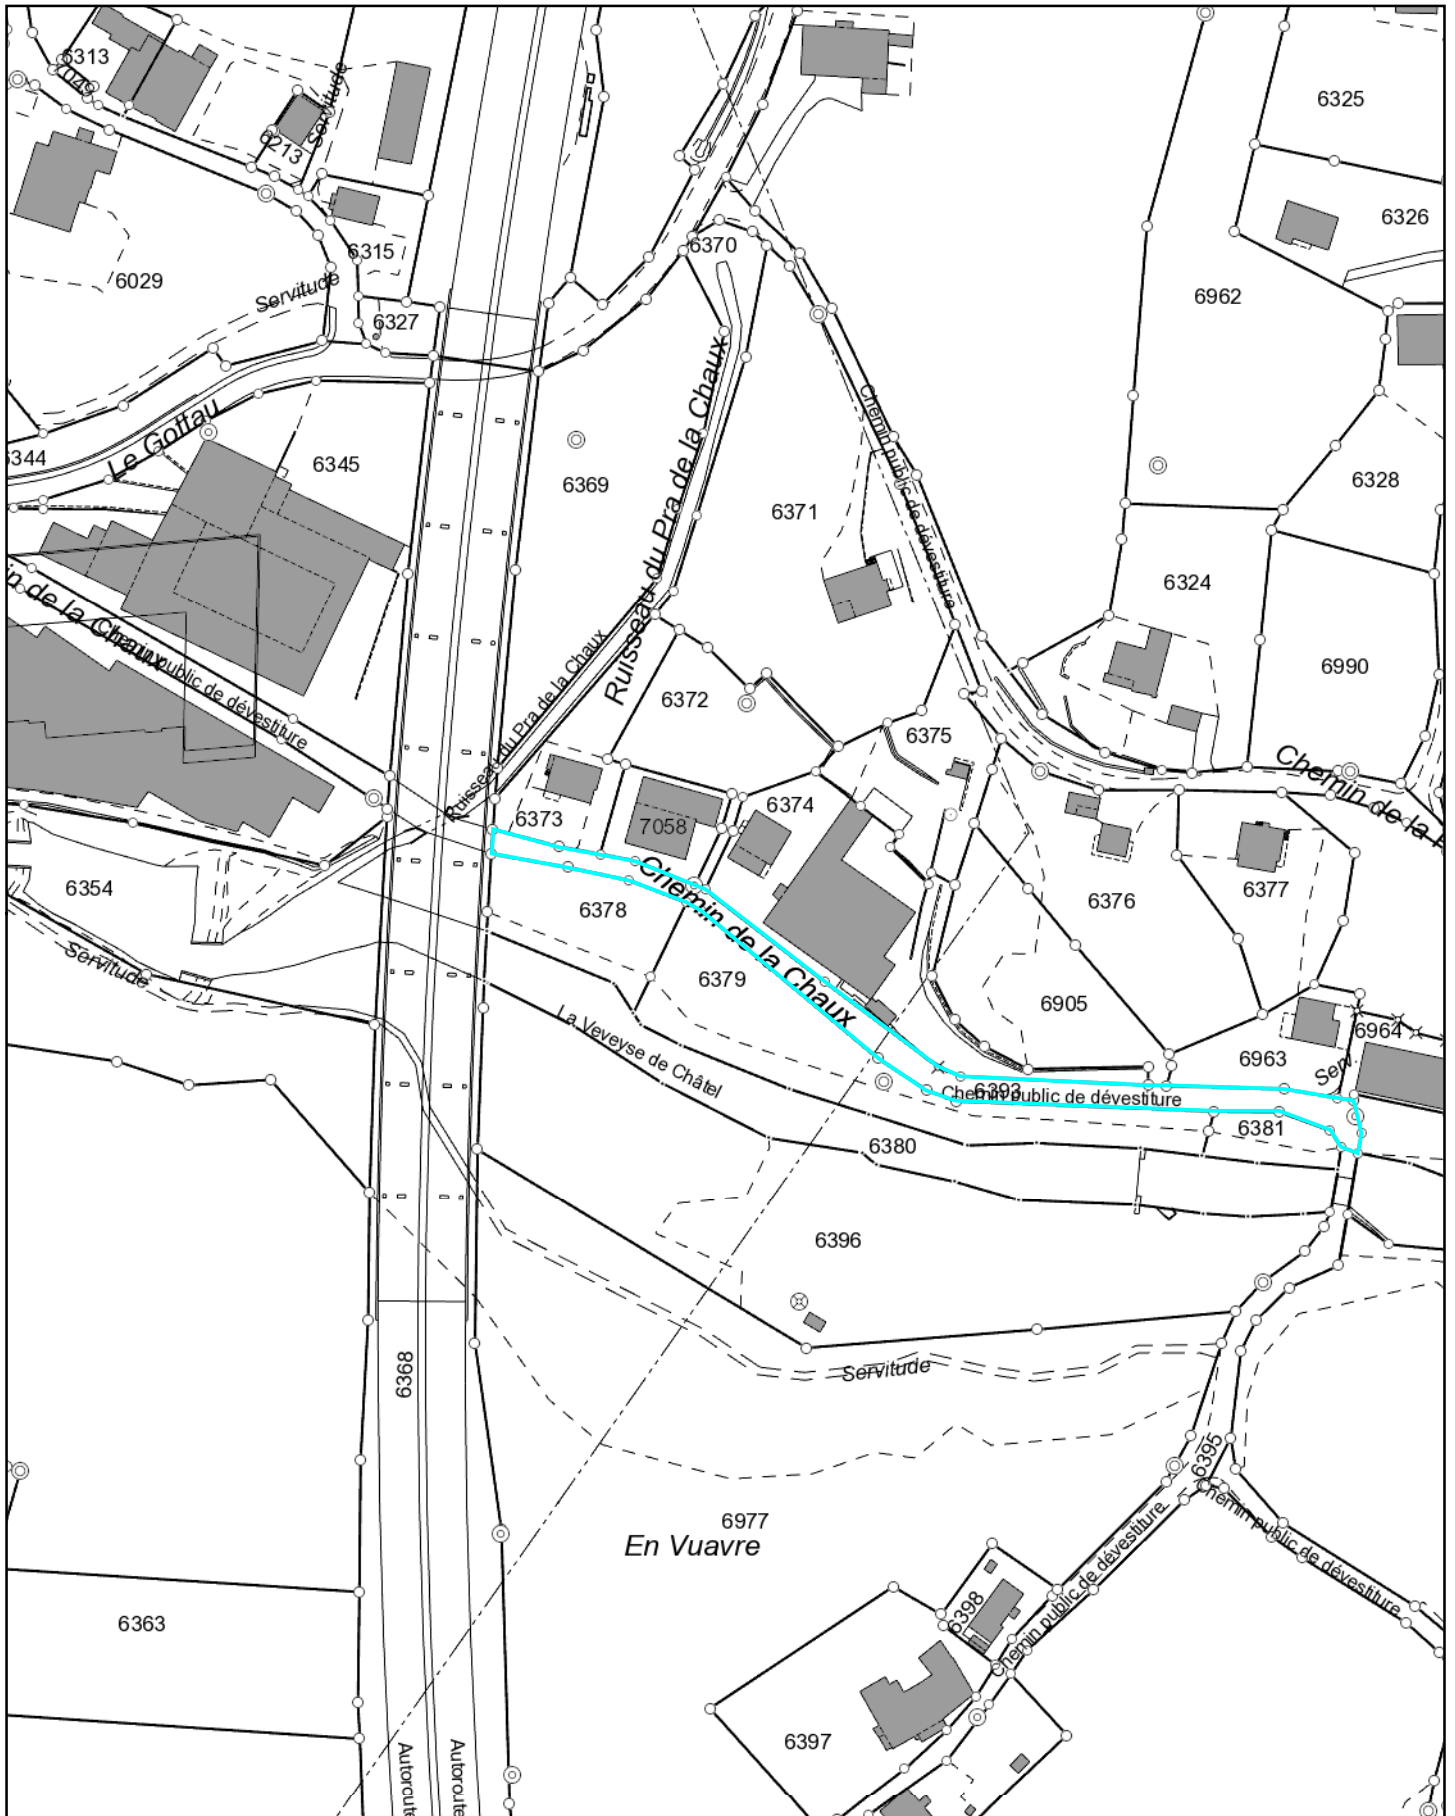 6313
7049
Servitude
6213
6325
6326
6315
6370
6029
Servitude
6962
6327
Ruisseau du Pra de la Chaux
Chemin public de dévestiture
Le Goffau
6344
6345
6369
6371
6328
6324
in de la Chaux
Chemin public de dévestiture
Ruisseau du Pra de la Chaux
6990
6372
6375
Chemin de la
6373
7058
6374
6354
Chemin de la Chaux
6378
6376
6377
Servitude
6379
6905
La Veveyse de Châtel
6963
6964
Serv.
6393
Chemin public de dévestiture
6381
6380
6396
6368
Servitude
6395
Chemin public de dévestiture
Chemin public de dévestiture
6977
En Vuavre
6398
6363
6397
Autoroute
Autoroute